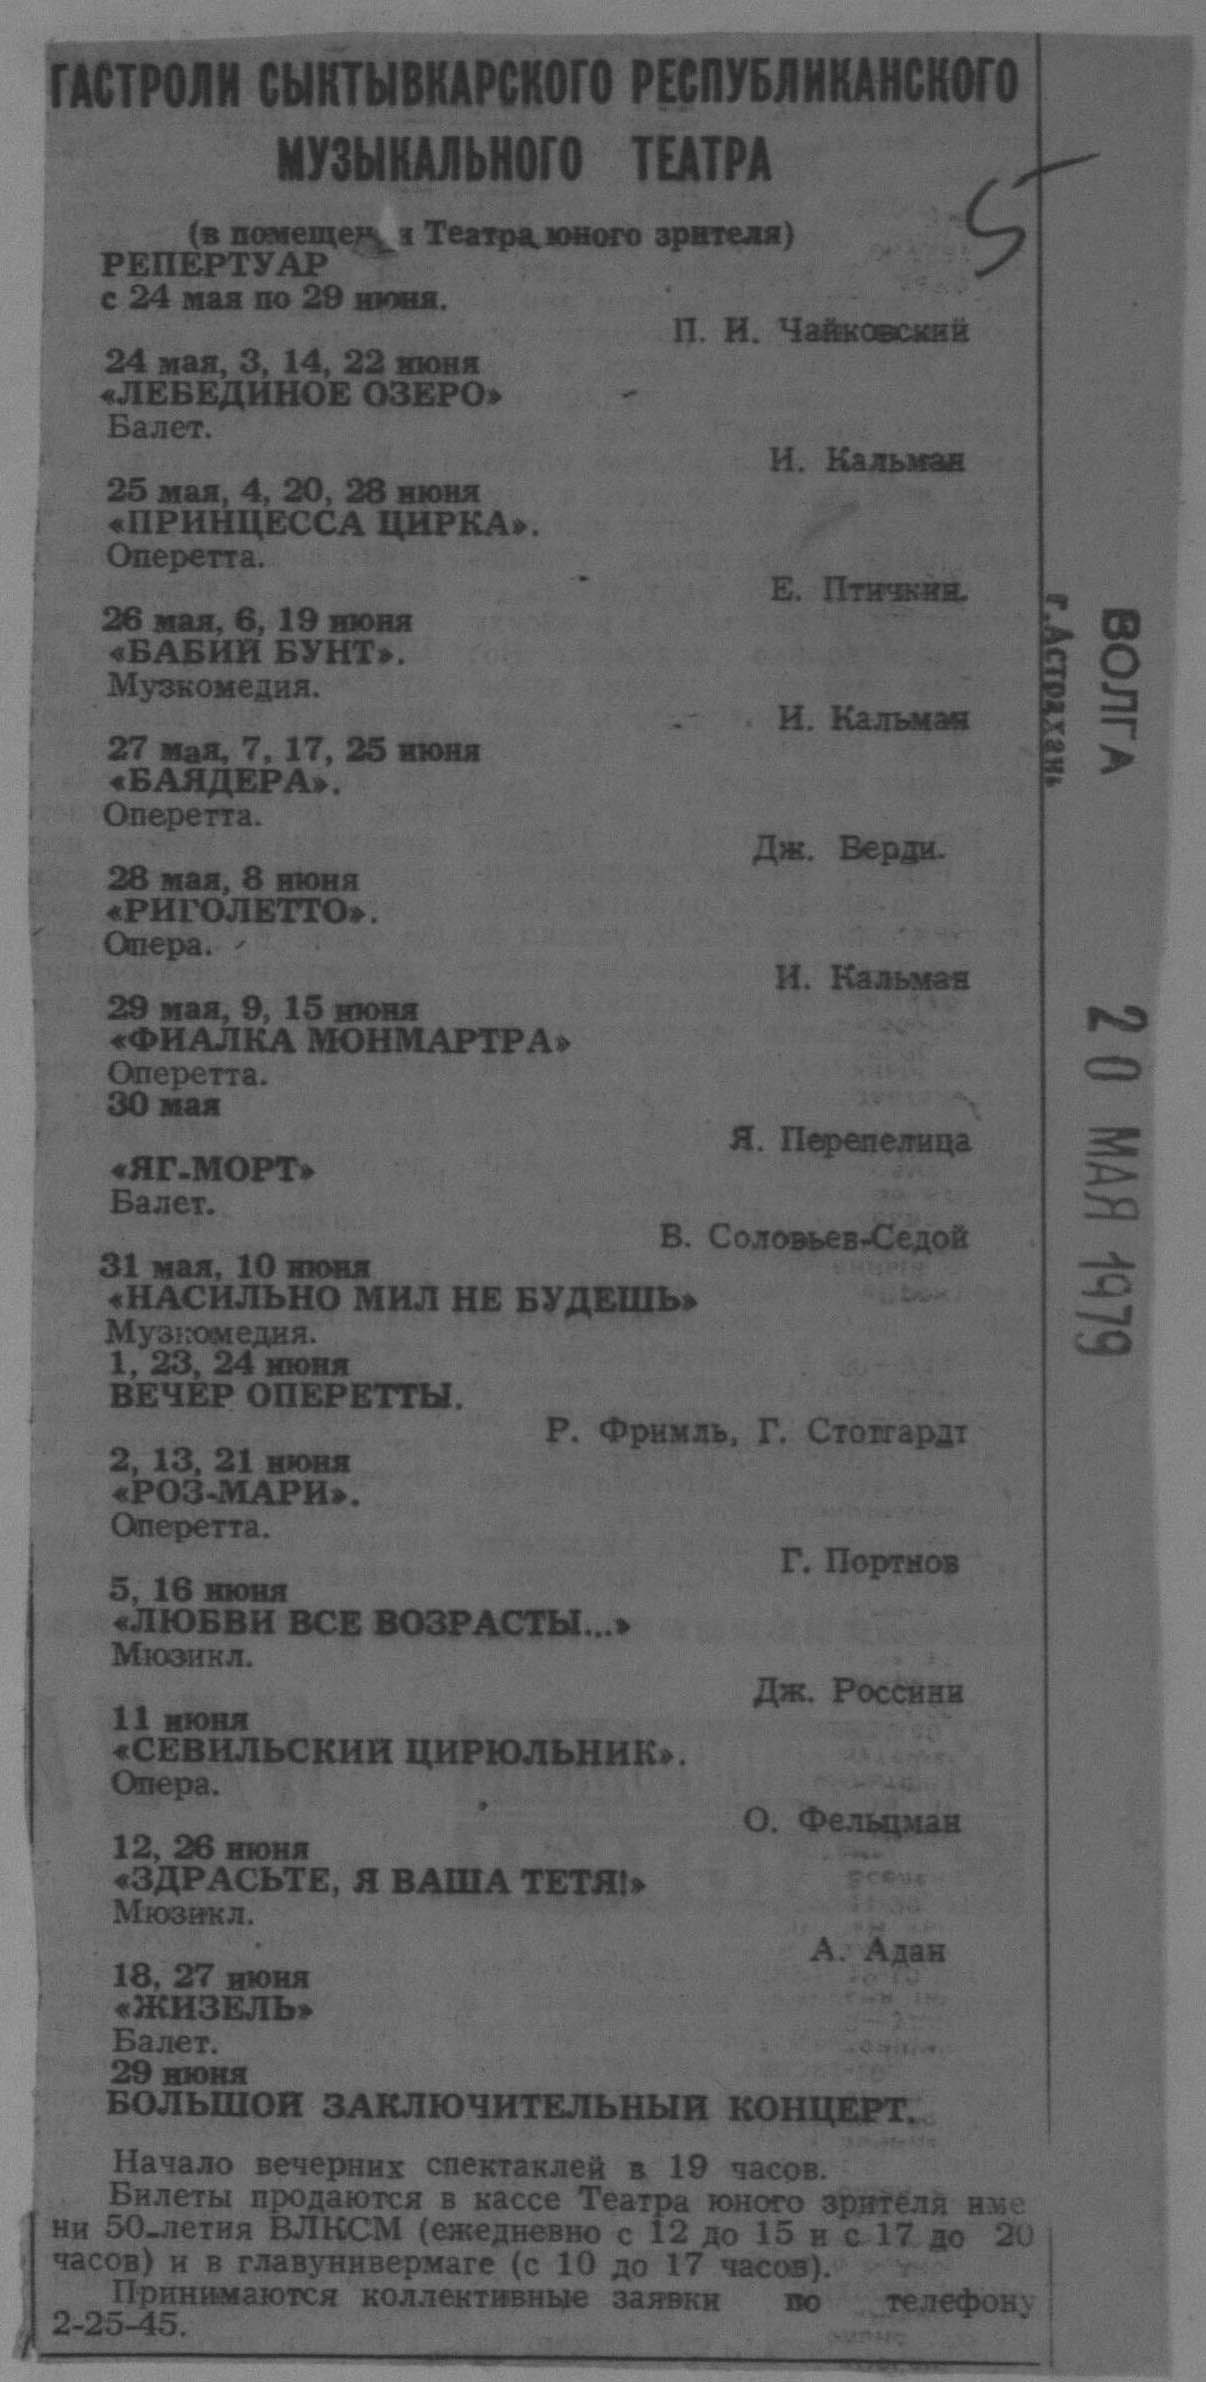 ГАСТРОЛИ СЫКТЫВКАРСКОГО РЕСПУБЛИКАНСКОГО
МУЗЫКАЛЬНОГО ТЕАТРА
5
(в помещении Театра юного зрителя)
РЕПЕРТУАР
с 24 мая по 29 июня.
П. И. Чайковский
24 мая, 3, 14, 22 июня
«ЛЕБЕДИНОЕ ОЗЕРО»
Балет.
И. Кальман
25 мая, 4, 20, 28 июня
«ПРИНЦЕССА ЦИРКА».
Оперетта.
Е. Птичкин.
26 мая, 6, 19 июня
«БАБИЙ БУНТ».
Музкомедия.
И. Кальман
27 мая, 7, 17, 25 июня
«БАЯДЕРА».
Оперетта.
Дж. Верди.
28 мая, 8 июня
«РИГОЛЕТТО».
Опера.
И. Кальман
29 мая, 9, 15 июня
«ФИАЛКА МОНМАРТРА»
Оперетта.
30 мая
Я. Перепелица
«ЯГ-МОРТ»
Балет.
В. Соловьев-Седой
31 мая, 10 июня
«НАСИЛЬНО МИЛ НЕ БУДЕШЬ»
Музкомедия.
1, 23, 24 июня
ВЕЧЕР ОПЕРЕТТЫ.
Р. Фримль, Г. Стотгардт
2, 13, 21 июня
«РОЗ-МАРИ».
Оперетта.
Г. Портнов
5, 16 июня
«ЛЮБВИ ВСЕ ВОЗРАСТЫ...»
Мюзикл.
Дж. Россини
11 июня
«СЕВИЛЬСКИЙ ЦИРЮЛЬНИК».
Опера.
О. Фельцман
12, 26 июня
«ЗДРАСЬТЕ, Я ВАША ТЕТЯ!»
Мюзикл.
А. Адан
18, 27 июня
«ЖИЗЕЛЬ»
Балет.
29 июня
БОЛЬШОЙ ЗАКЛЮЧИТЕЛЬНЫЙ КОНЦЕРТ.
Начало вечерних спектаклей в 19 часов.
Билеты продаются в кассе Театра юного зрителя име
ни 50-летия ВЛКСМ (ежедневно с 12 до 15 и с 17 до 20
часов) и в главунивермаге (с 10 до 17 часов).
Принимаются коллективные заявки по телефону
2-25-45.
ВОЛГА
г. Астрахань
20 МАЯ 1979